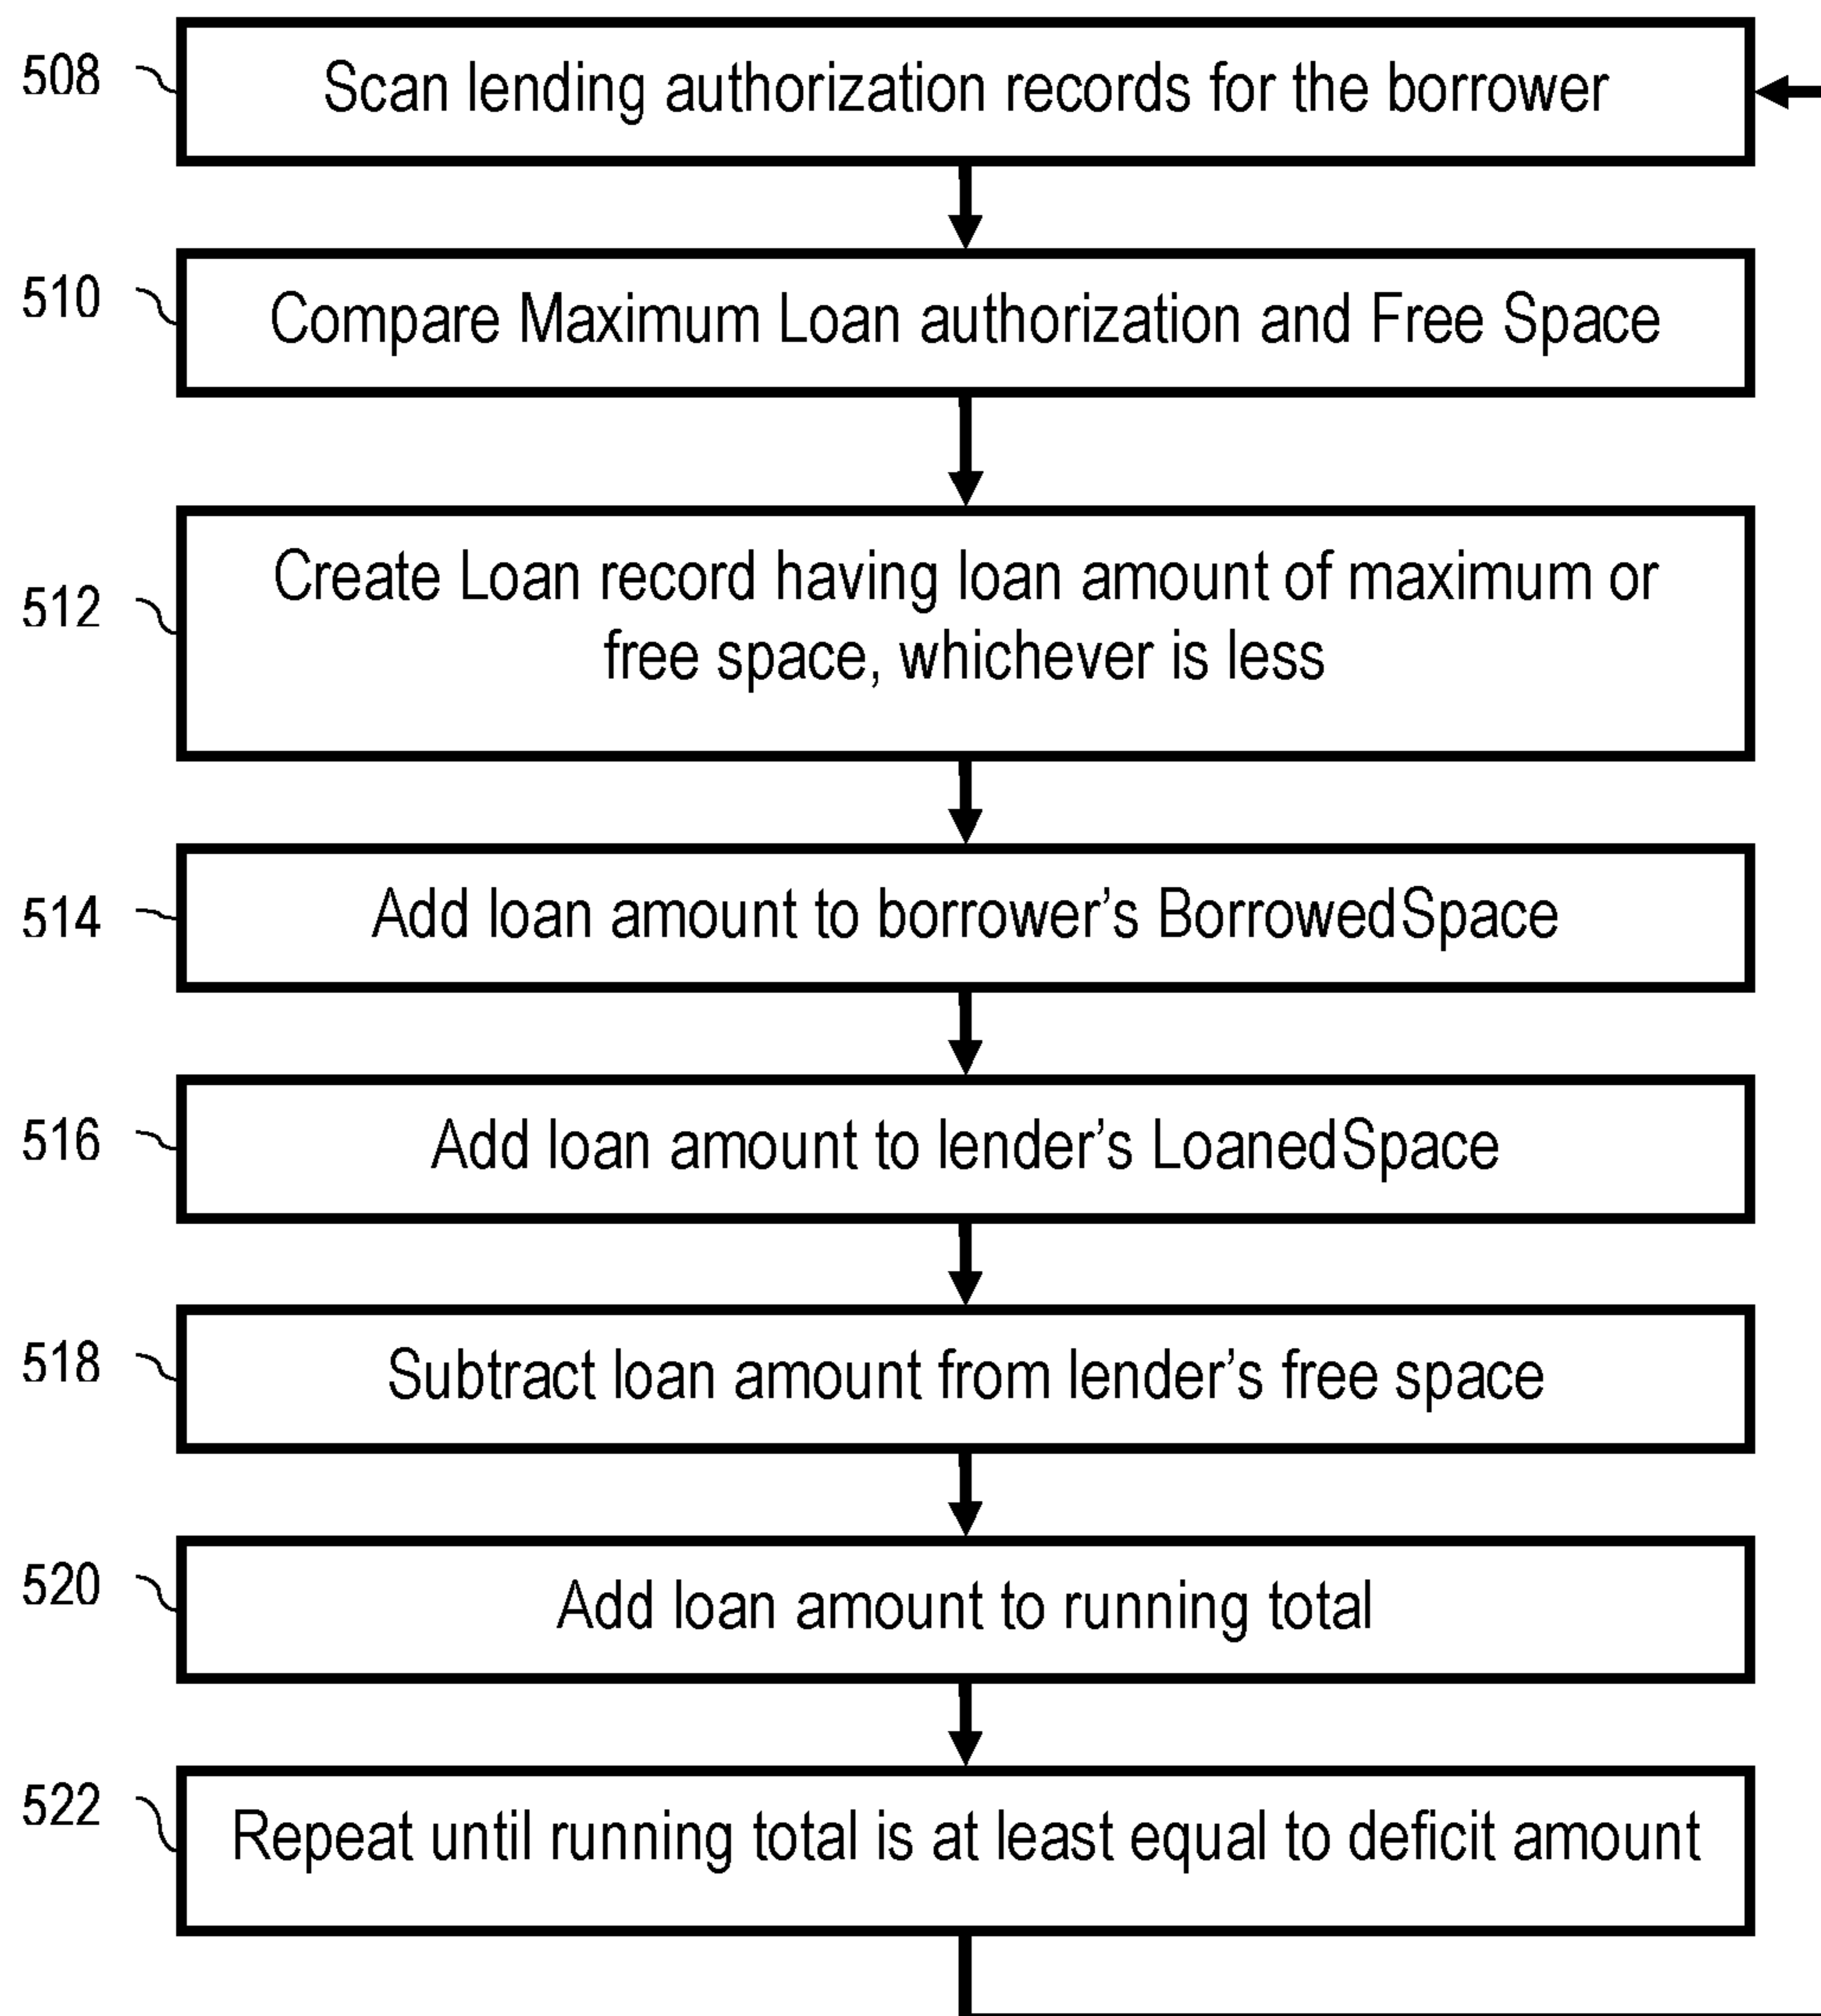 508
Scan lending authorization records for the borrower
510
Compare Maximum Loan authorization and Free Space
512
Create Loan record having loan amount of maximum or
free space, whichever is less
514
Add loan amount to borrower’s BorrowedSpace
516
Add loan amount to lender’s LoanedSpace
518
Subtract loan amount from lender’s free space
520
Add loan amount to running total
522
Repeat until running total is at least equal to deficit amount